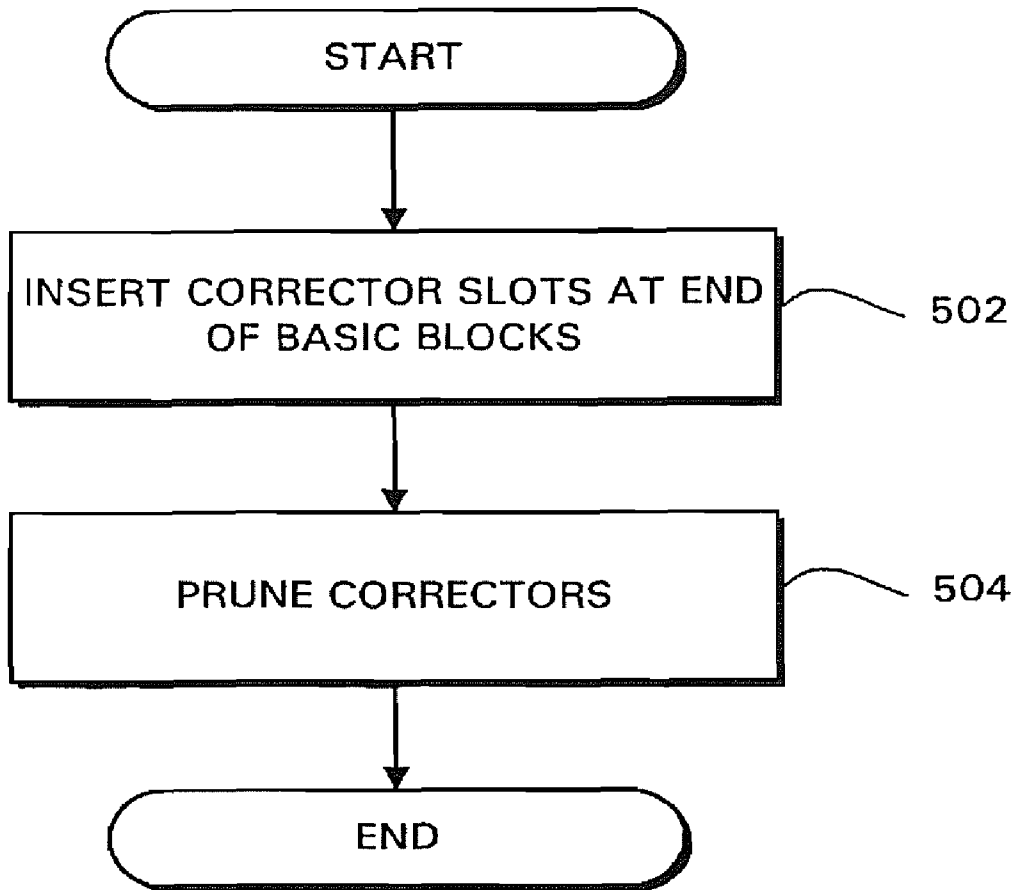 START
INSERT CORRECTOR SLOTS AT END
OF BASIC BLOCKS
502
PRUNE CORRECTORS
504
END